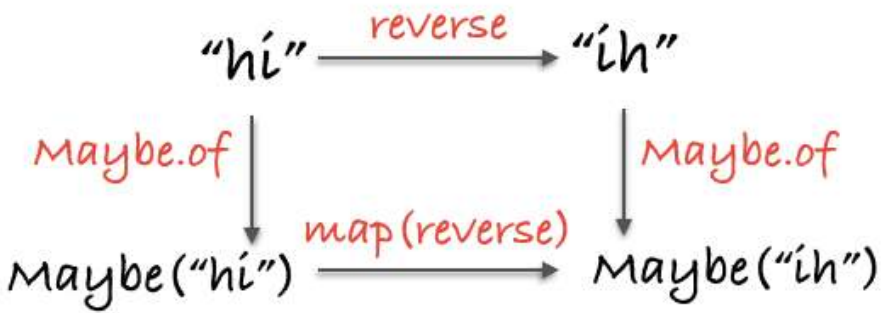 reverse
“hi” “ih”
Maybe.of Maybe.of
map(reverse)
Maybe(“hi”) Maybe(“ih”)